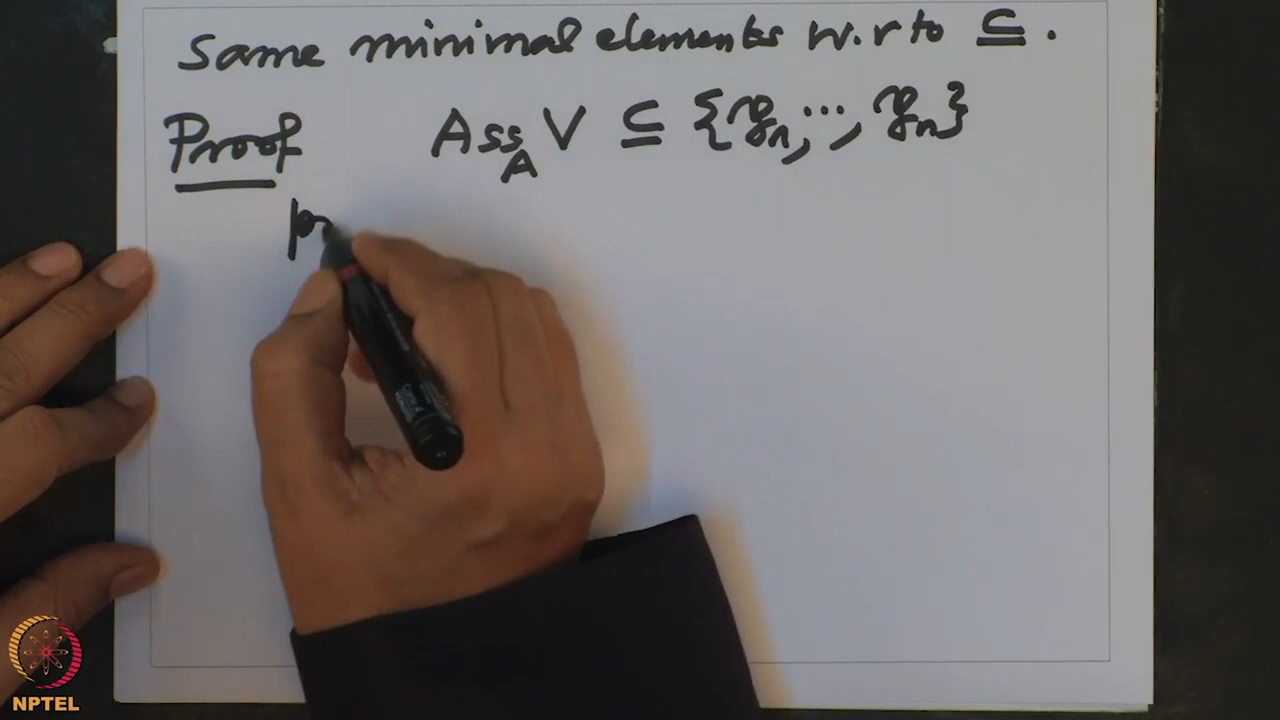 Same minimal elements w.r to ⊆.
Proof Ass_A V ⊆ {𝔭₁, ..., 𝔭ₙ}
NPTEL